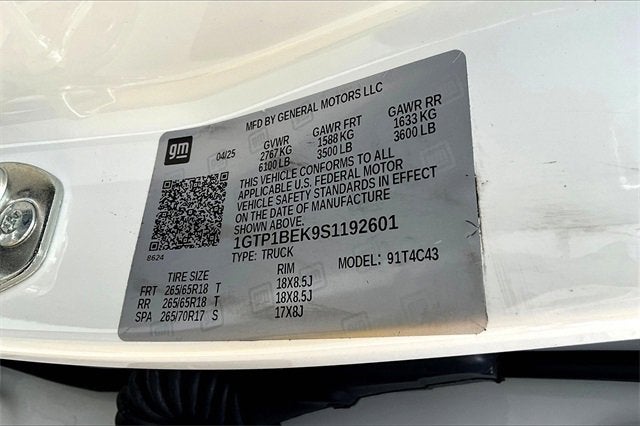 MFD BY GENERAL MOTORS LLC
gm
04/25 GVWR GAWR FRT GAWR RR
2767 KG 1588 KG 1633 KG
6100 LB 3500 LB 3600 LB
THIS VEHICLE CONFORMS TO ALL
APPLICABLE U.S. FEDERAL MOTOR
VEHICLE SAFETY STANDARDS IN EFFECT
ON THE DATE OF MANUFACTURE
SHOWN ABOVE.
1GTP1BEK9S1192601
8624 TYPE: TRUCK MODEL: 91T4C43
TIRE SIZE RIM
FRT 265/65R18 T 18X8.5J
RR 265/65R18 T 18X8.5J
SPA 265/70R17 S 17X8J